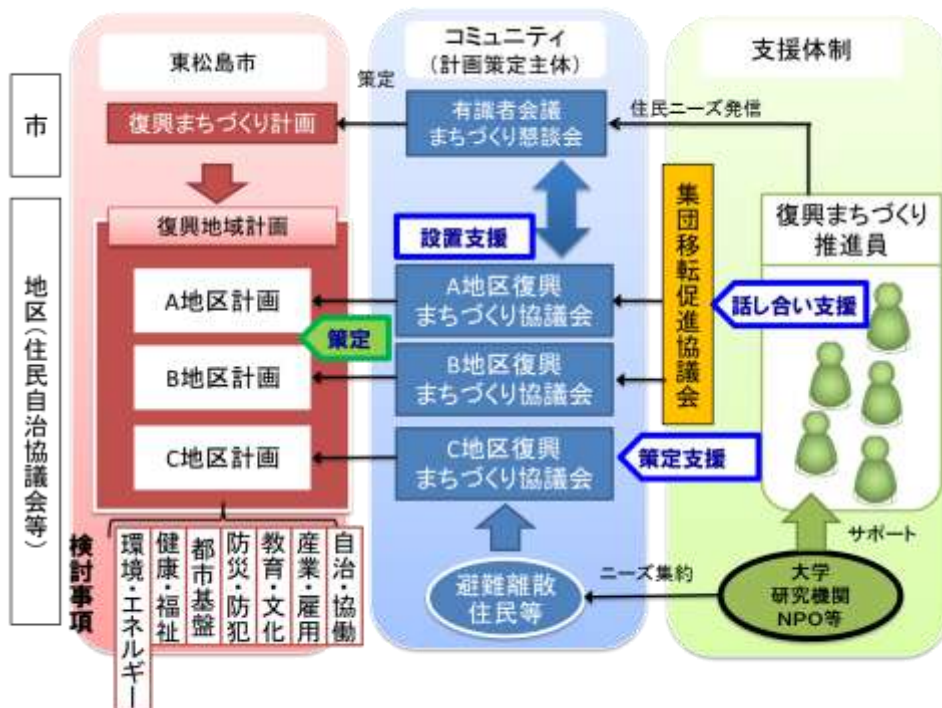 東松島市
コミュニティ
(計画策定主体)
支援体制
市
復興まちづくり計画
策定
有識者会議
まちづくり懇談会
住民ニーズ発信
地区(住民自治協議会等)
復興地域計画
設置支援
集団移転促進協議会
復興まちづくり
推進員
A地区計画
策定
A地区復興
まちづくり協議会
話し合い支援
B地区計画
B地区復興
まちづくり協議会
C地区計画
C地区復興
まちづくり協議会
策定支援
検討事項
環境・エネルギー
健康・福祉
都市基盤
防災・防犯
教育・文化
産業・雇用
自治・協働
避難離散
住民等
ニーズ集約
サポート
大学
研究機関
NPO等